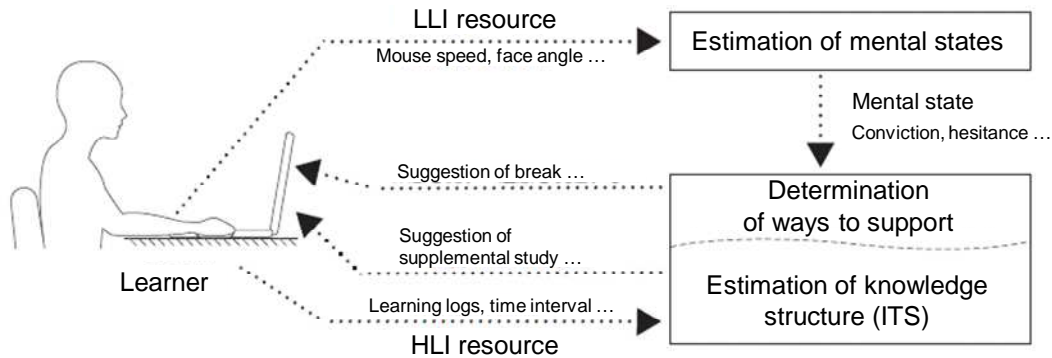 LLI resource
Mouse speed, face angle …
Estimation of mental states
Mental state
Conviction, hesitance …
Suggestion of break …
Determination
of ways to support
Suggestion of
supplemental study …
Estimation of knowledge
structure (ITS)
Learner
Learning logs, time interval …
HLI resource